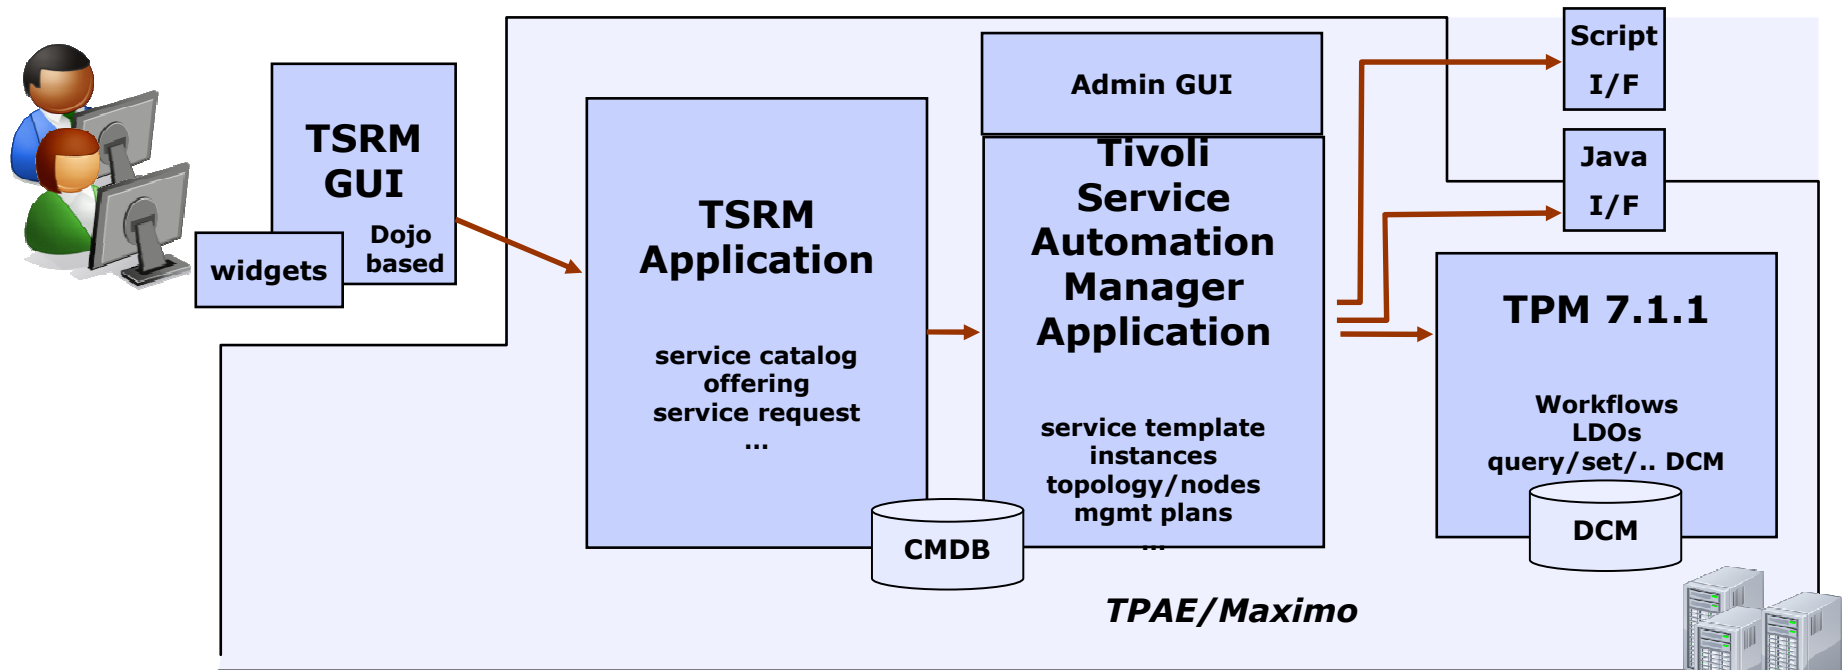 TSRM
GUI
Dojo
based
widgets
TSRM
Application
service catalog
offering
service request
...
Admin GUI
Tivoli
Service
Automation
Manager
Application
service template
instances
topology/nodes
mgmt plans
...
CMDB
Script
I/F
Java
I/F
TPM 7.1.1
Workflows
LDOs
query/set/.. DCM
DCM
TPAE/Maximo